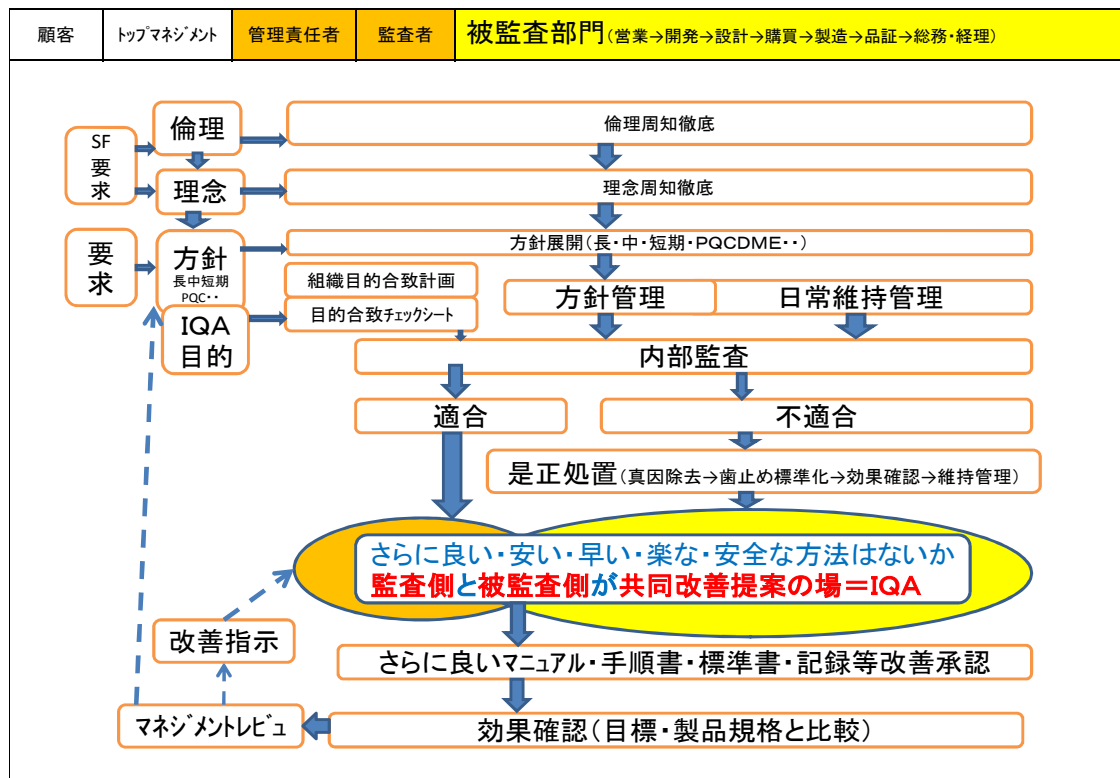 顧客
トップマネジメント
管理責任者
監査者
被監査部門(営業→開発→設計→購買→製造→品証→総務・経理)
SF
要
求
倫理
倫理周知徹底
理念
理念周知徹底
要
求
方針
長中短期
PQC・・
方針展開(長・中・短期・PQCDME・・)
組織目的合致計画
目的合致チェックシート
方針管理
日常維持管理
IQA
目的
内部監査
適合
不適合
是正処置(真因除去→歯止め標準化→効果確認→維持管理)
さらに良い・安い・早い・楽な・安全な方法はないか
監査側と被監査側が共同改善提案の場=IQA
改善指示
さらに良いマニュアル・手順書・標準書・記録等改善承認
マネジメントレビュ
効果確認(目標・製品規格と比較)